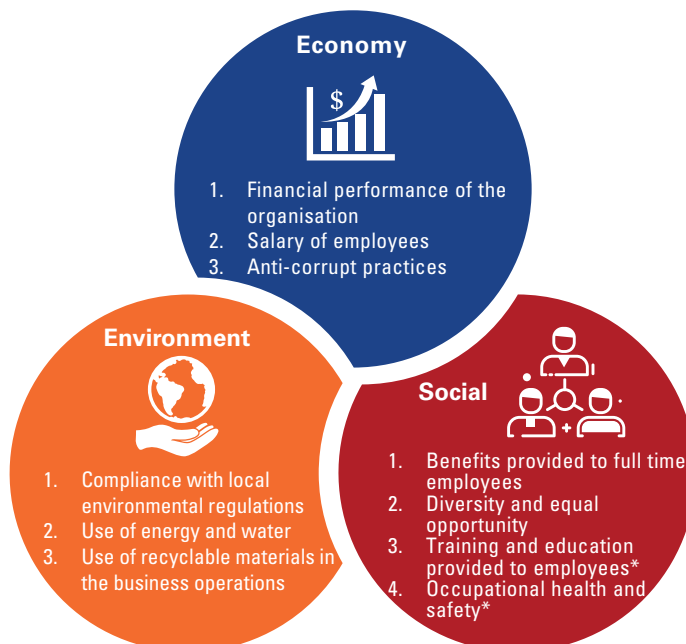 Economy
$
1. Financial performance of the
organisation
2. Salary of employees
3. Anti-corrupt practices
Environment
1. Compliance with local
environmental regulations
2. Use of energy and water
3. Use of recyclable materials in
the business operations
Social
1. Benefits provided to full time
employees
2. Diversity and equal
opportunity
3. Training and education
provided to employees*
4. Occupational health and
safety*